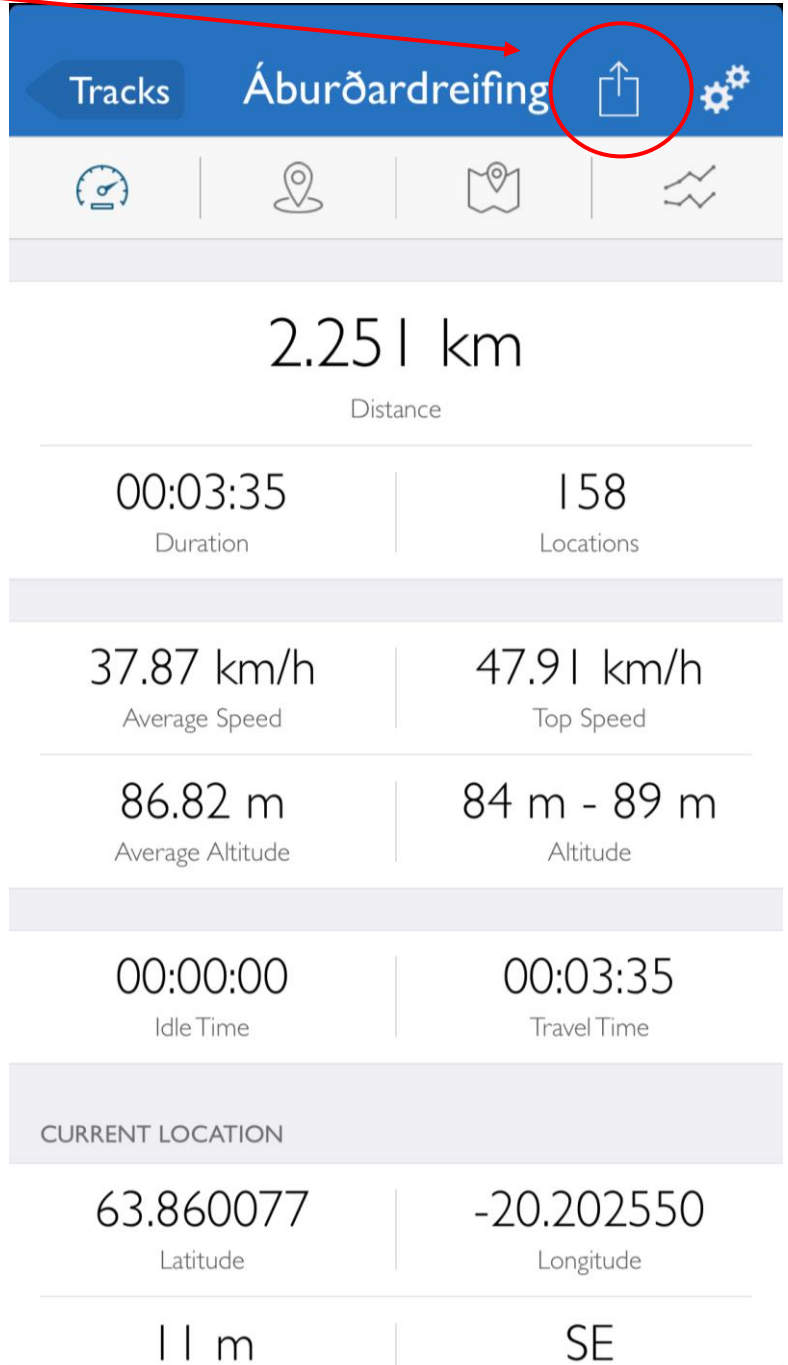 Tracks Áburðardreifing
2.251 km
Distance
00:03:35 158
Duration Locations
37.87 km/h 47.91 km/h
Average Speed Top Speed
86.82 m 84 m - 89 m
Average Altitude Altitude
00:00:00 00:03:35
Idle Time Travel Time
CURRENT LOCATION
63.860077 -20.202550
Latitude Longitude
11 m SE